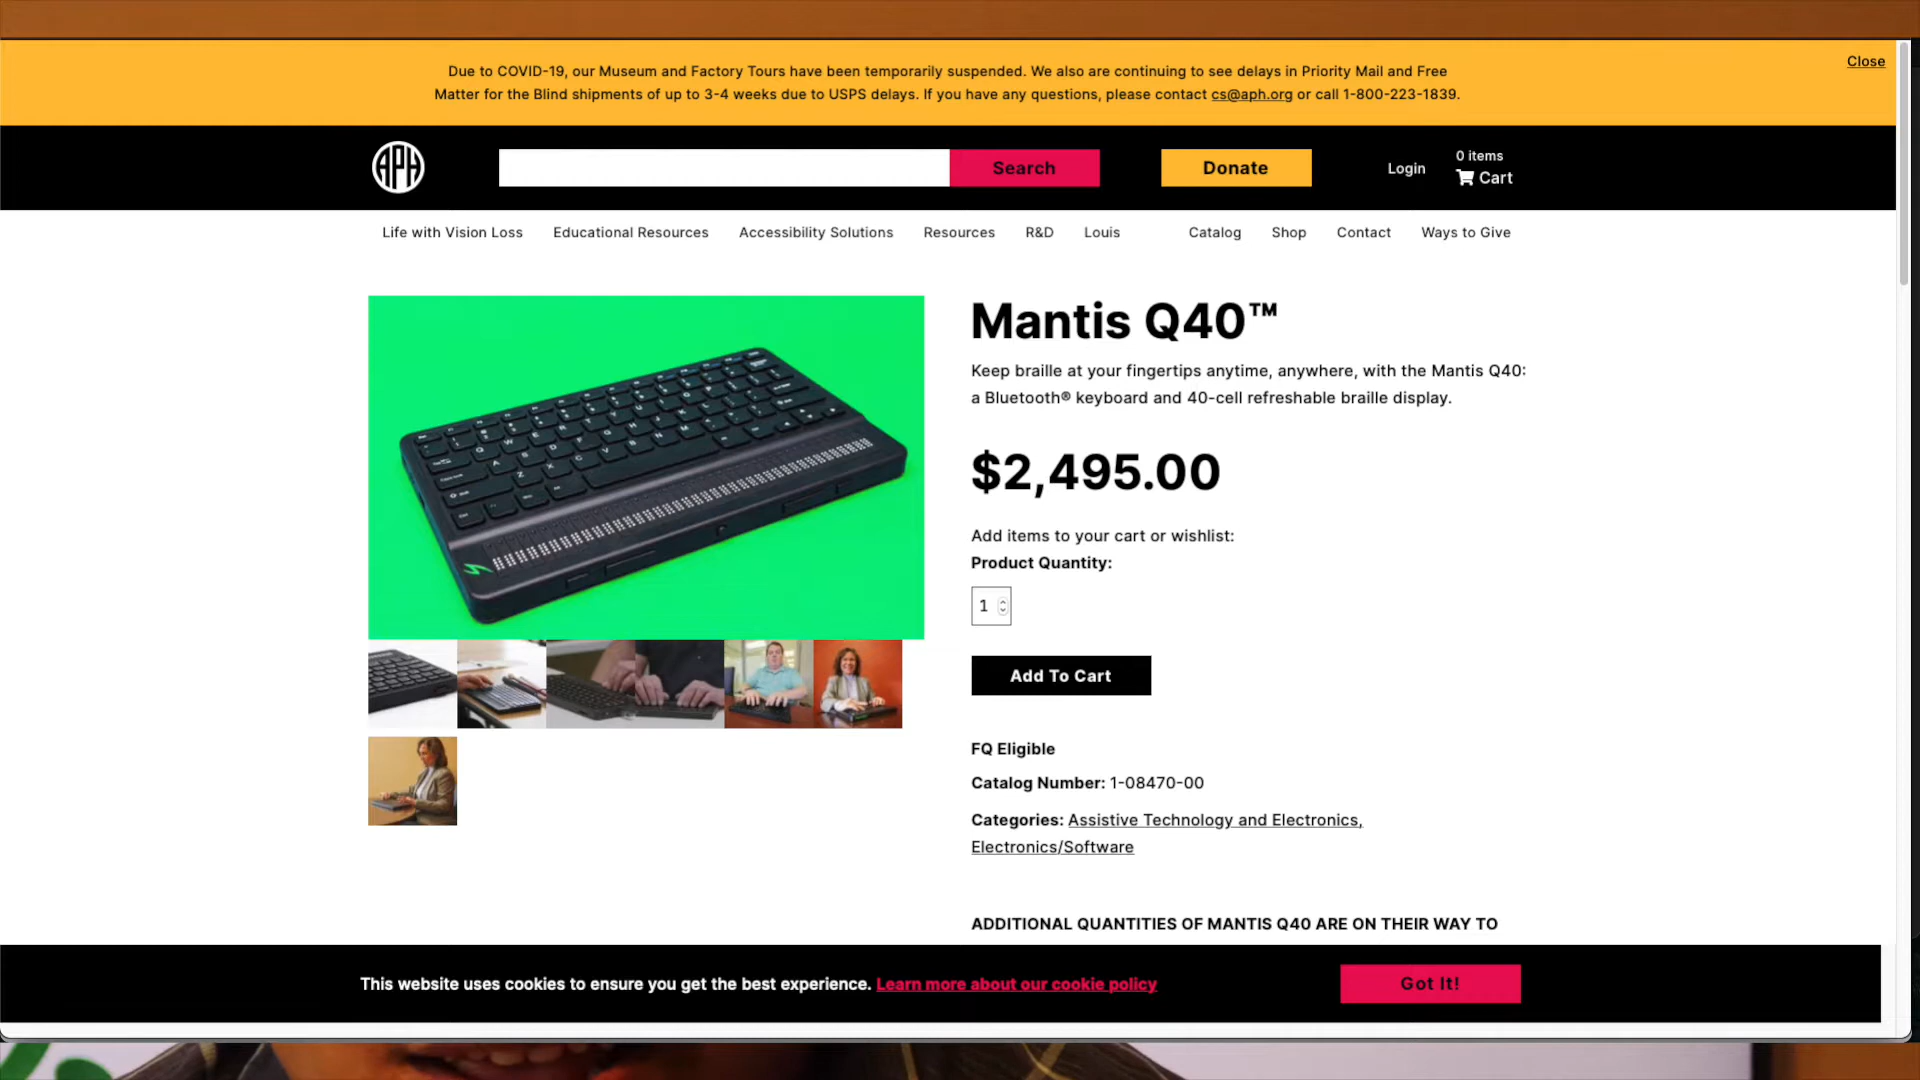 Due to COVID-19, our Museum and Factory Tours have been temporarily suspended. We also are continuing to see delays in Priority Mail and Free
Matter for the Blind shipments of up to 3-4 weeks due to USPS delays. If you have any questions, please contact cs@aph.org or call 1-800-223-1839.
Close
APH
Search
Donate
Login
0 items
Cart
Life with Vision Loss
Educational Resources
Accessibility Solutions
Resources
R&D
Louis
Catalog
Shop
Contact
Ways to Give
Mantis Q40™
Keep braille at your fingertips anytime, anywhere, with the Mantis Q40:
a Bluetooth® keyboard and 40-cell refreshable braille display.
$2,495.00
Add items to your cart or wishlist:
Product Quantity:
1
Add To Cart
FQ Eligible
Catalog Number: 1-08470-00
Categories: Assistive Technology and Electronics,
Electronics/Software
ADDITIONAL QUANTITIES OF MANTIS Q40 ARE ON THEIR WAY TO
This website uses cookies to ensure you get the best experience. Learn more about our cookie policy
Got It!